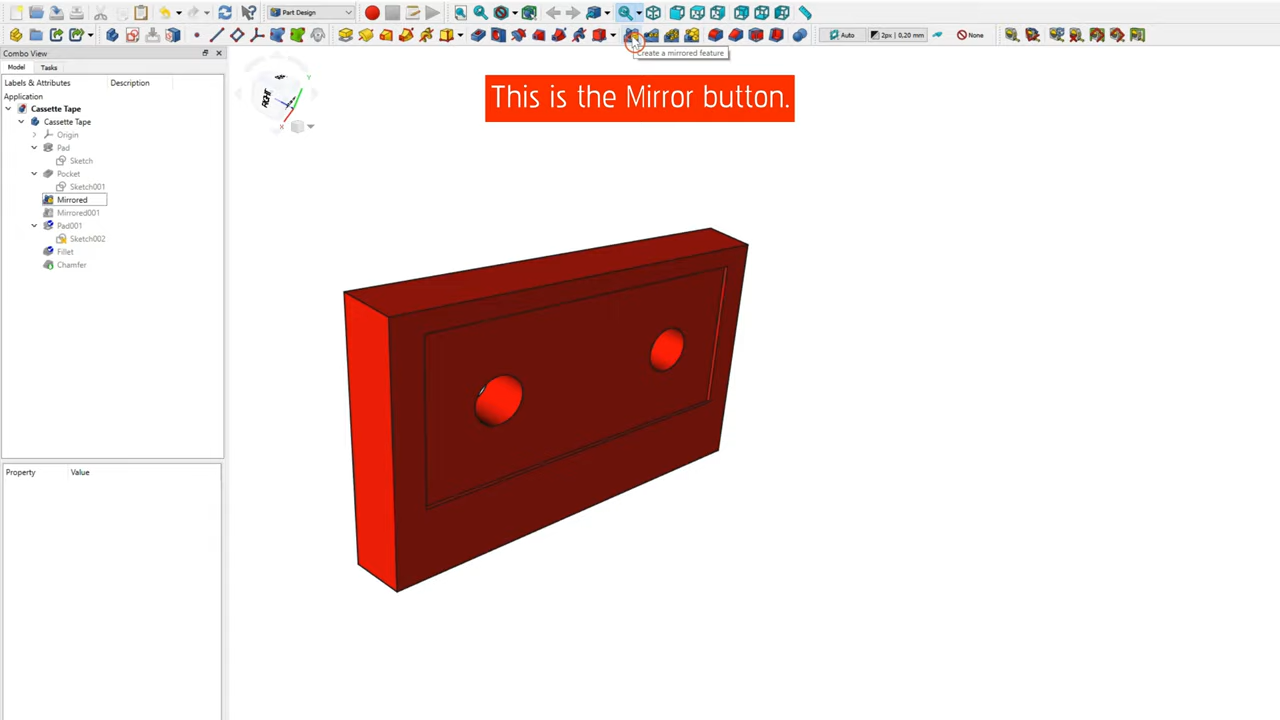 Part Design
Auto
2px | 0,20 mm
None
Combo View
Create a mirrored feature
Model
Tasks
This is the Mirror button.
Labels & Attributes
Description
Application
Cassette Tape
Cassette Tape
Origin
Pad
Sketch
Pocket
Sketch001
Mirrored
Mirrored001
Pad001
Sketch002
Fillet
Chamfer
RIGHT
Y
X
Property
Value